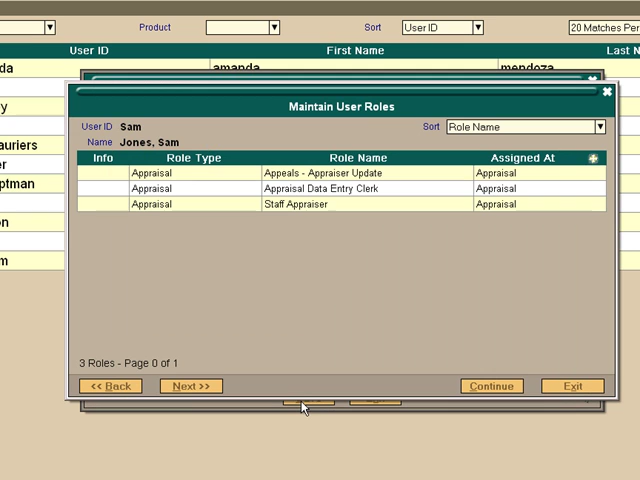 Product Sort User ID 20 Matches Per
User ID First Name Last N
da amanda mendoza
Maintain User Roles
User ID Sam Sort Role Name
Name Jones, Sam
Info Role Type Role Name Assigned At
Appraisal Appeals - Appraiser Update Appraisal
Appraisal Appraisal Data Entry Clerk Appraisal
Appraisal Staff Appraiser Appraisal
y
auriers
er
ptman
on
m
3 Roles - Page 0 of 1
<< Back Next >> Continue Exit